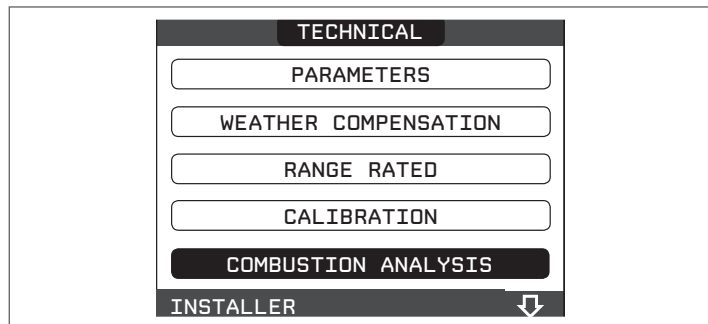 TECHNICAL
PARAMETERS
WEATHER COMPENSATION
RANGE RATED
CALIBRATION
COMBUSTION ANALYSIS
INSTALLER